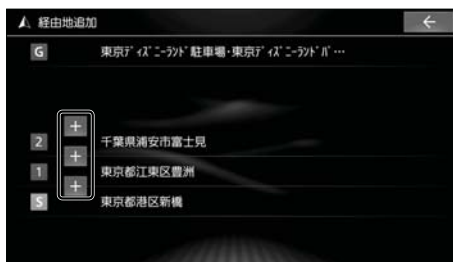 経由地追加
G 東京ﾃﾞｨｽﾞﾆｰﾗﾝﾄﾞ駐車場・東京ﾃﾞｨｽﾞﾆｰﾗﾝﾄﾞﾊﾟ…
+
2 千葉県浦安市富士見
+
1 東京都江東区豊洲
+
S 東京都港区新橋